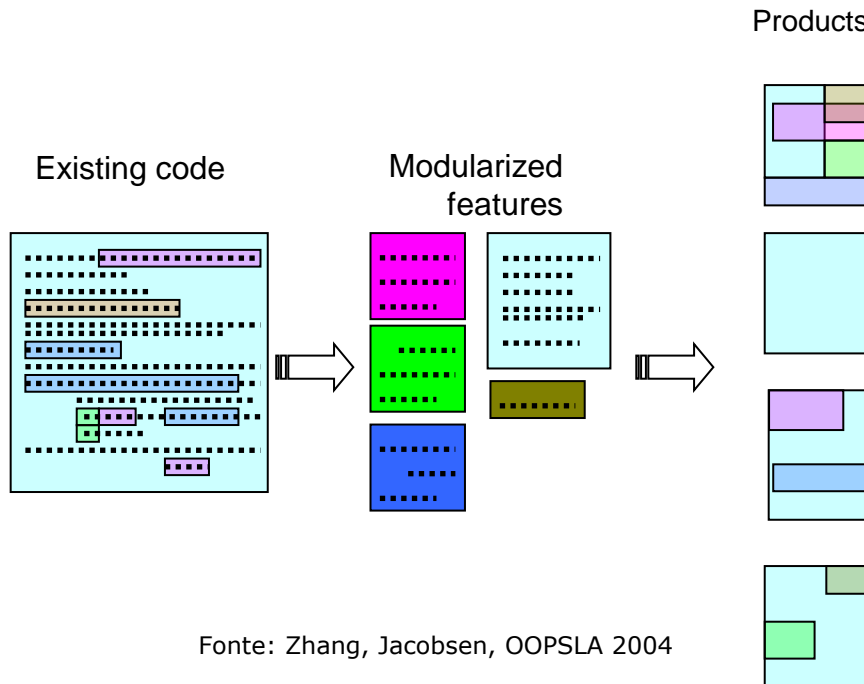 Products
Existing code
Modularized
features
Fonte: Zhang, Jacobsen, OOPSLA 2004